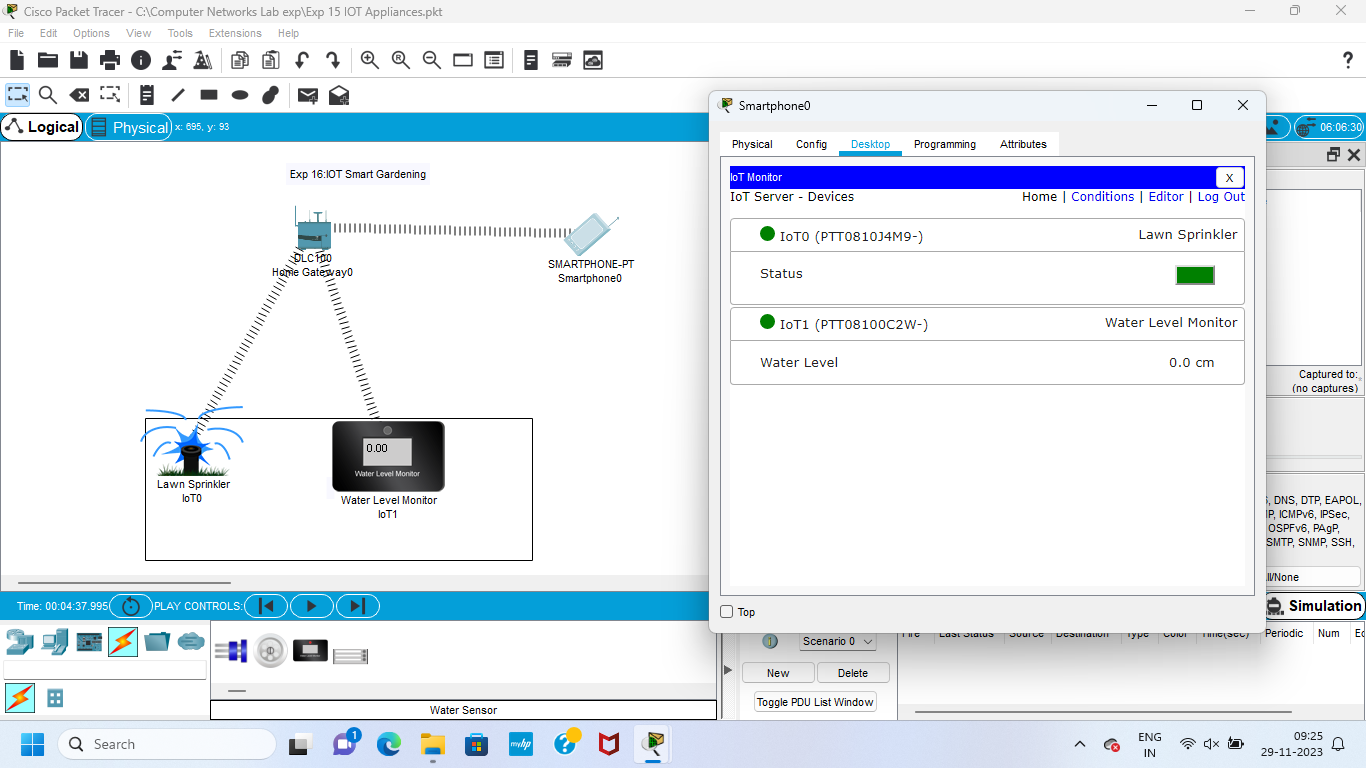 Cisco Packet Tracer - C:\Computer Networks Lab exp\Exp 15 IOT Appliances.pkt
File Edit Options View Tools Extensions Help
Logical Physical x: 695, y: 93
06:06:30
Exp 16:IOT Smart Gardening
DLC100
Home Gateway0
SMARTPHONE-PT
Smartphone0
Lawn Sprinkler
IoT0
0.00
Water Level Monitor
Water Level Monitor
IoT1
Smartphone0
Physical Config Desktop Programming Attributes
IoT Monitor X
IoT Server - Devices Home | Conditions | Editor | Log Out
IoT0 (PTT0810J4M9-) Lawn Sprinkler
Status
IoT1 (PTT08100C2W-) Water Level Monitor
Water Level 0.0 cm
Top
Captured to:
(no captures)
DNS, DTP, EAPOL,
ICMPv6, IPSec,
OSPFv6, PAgP,
SMTP, SNMP, SSH,
All/None
Time: 00:04:37.995 PLAY CONTROLS:
Simulation
Scenario 0
Fire Last Status Source Destination Type Color Time(sec) Periodic Num
New Delete
Toggle PDU List Window
Water Sensor
Search
1
myhp
ENG
IN
09:25
29-11-2023